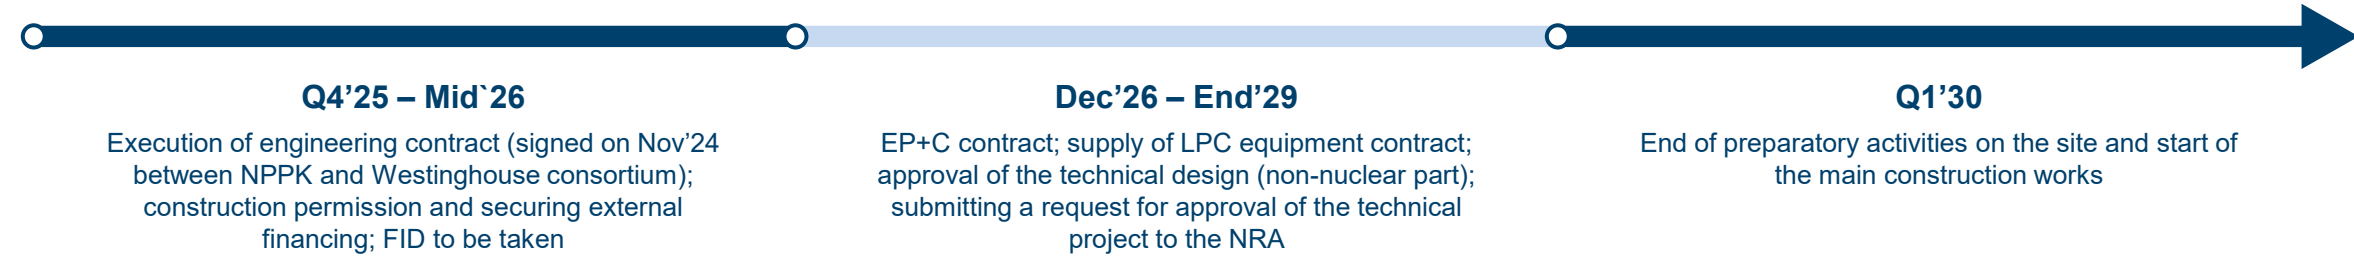 Q4’25 – Mid`26
Execution of engineering contract (signed on Nov’24
between NPPK and Westinghouse consortium);
construction permission and securing external
financing; FID to be taken
Dec’26 – End’29
EP+C contract; supply of LPC equipment contract;
approval of the technical design (non-nuclear part);
submitting a request for approval of the technical
project to the NRA
Q1’30
End of preparatory activities on the site and start of
the main construction works